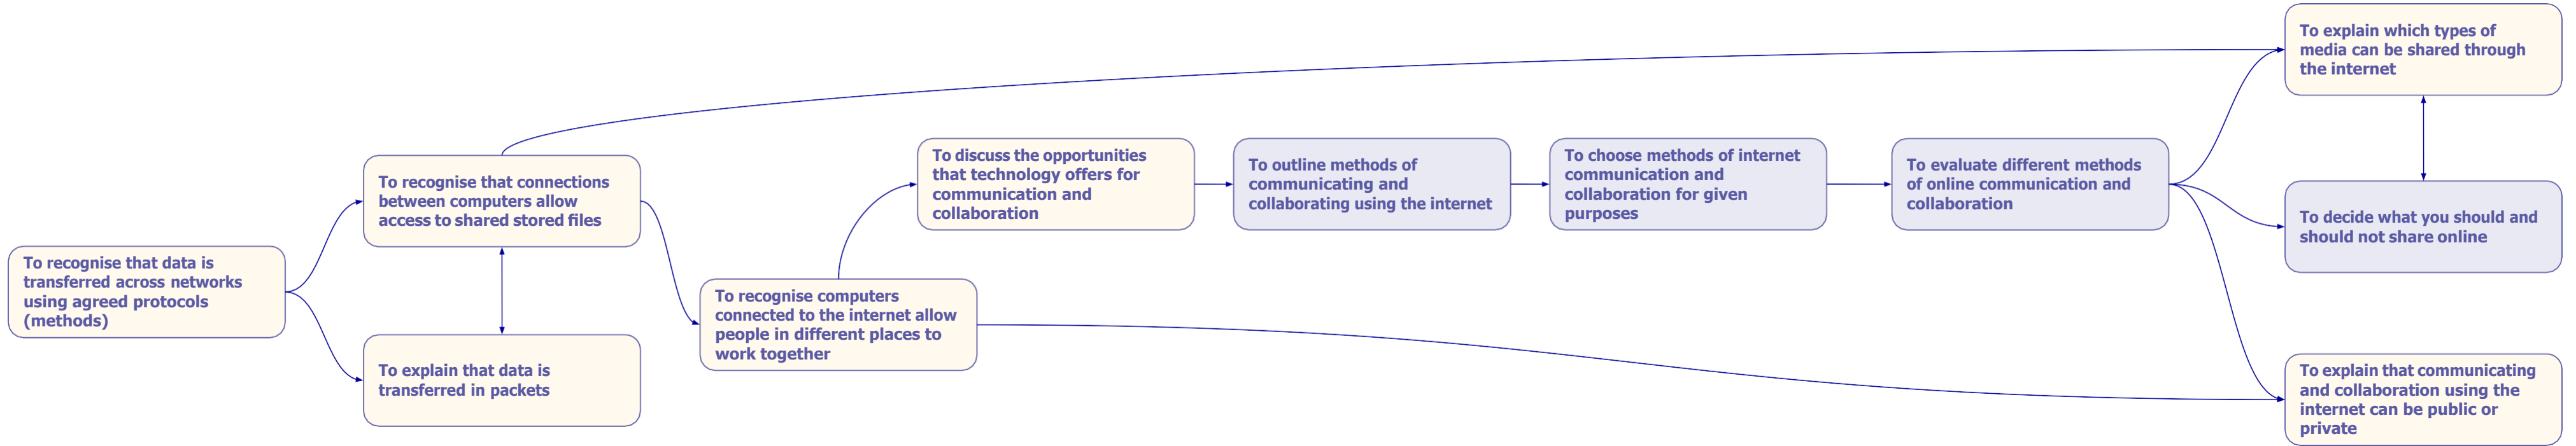 To recognise that data is
transferred across networks
using agreed protocols
(methods)
To recognise that connections
between computers allow
access to shared stored files
To explain that data is
transferred in packets
To recognise computers
connected to the internet allow
people in different places to
work together
To discuss the opportunities
that technology offers for
communication and
collaboration
To outline methods of
communicating and
collaborating using the internet
To choose methods of internet
communication and
collaboration for given
purposes
To evaluate different methods
of online communication and
collaboration
To explain which types of
media can be shared through
the internet
To decide what you should and
should not share online
To explain that communicating
and collaboration using the
internet can be public or
private